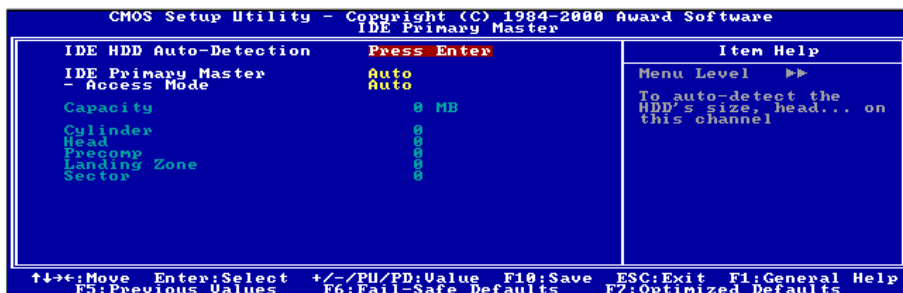 CMOS Setup Utility - Copyright (C) 1984-2000 Award Software
IDE Primary Master
IDE HDD Auto-Detection Press Enter
IDE Primary Master Auto
- Access Mode Auto
Capacity 0 MB
Cylinder 0
Head 0
Precomp 0
Landing Zone 0
Sector 0
Item Help
Menu Level ►►
To auto-detect the
HDD's size, head... on
this channel
↑↓→←:Move Enter:Select +/-/PU/PD:Value F10:Save ESC:Exit F1:General Help
F5:Previous Values F6:Fail-Safe Defaults F7:Optimized Defaults